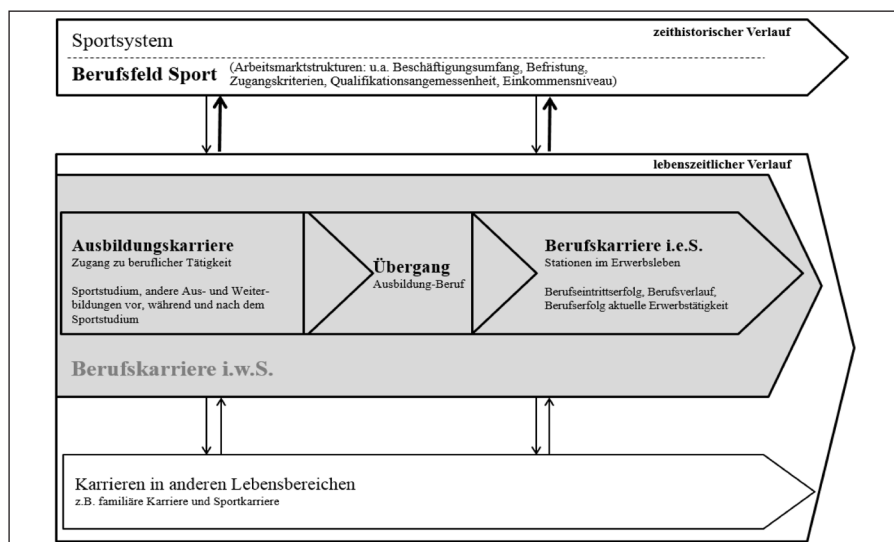 zeithistorischer Verlauf
Sportsystem
Berufsfeld Sport (Arbeitsmarktstrukturen: u.a. Beschäftigungsumfang, Befristung,
Zugangskriterien, Qualifikationsangemessenheit, Einkommensniveau)
lebenszeitlicher Verlauf
Ausbildungskarriere
Zugang zu beruflicher Tätigkeit
Sportstudium, andere Aus- und Weiter-
bildungen vor, während und nach dem
Sportstudium
Übergang
Ausbildung-Beruf
Berufskarriere i.e.S.
Stationen im Erwerbsleben
Berufseintrittserfolg, Berufsverlauf,
Berufserfolg aktuelle Erwerbstätigkeit
Berufskarriere i.w.S.
Karrieren in anderen Lebensbereichen
z.B. familiäre Karriere und Sportkarriere